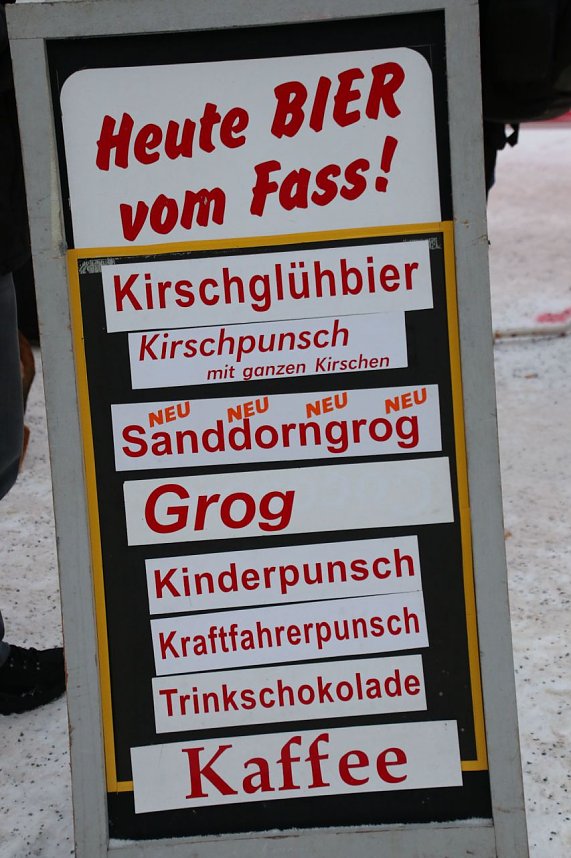 Heute BIER
vom Fass!
Kirschglühbier
Kirschpunsch
mit ganzen Kirschen
NEU NEU NEU NEU
Sanddorngrog
Grog
Kinderpunsch
Kraftfahrerpunsch
Trinkschokolade
Kaffee